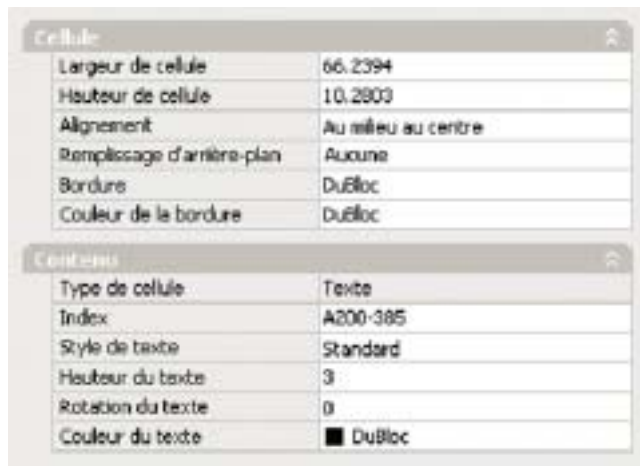 Cellule
Largeur de cellule 66.2394
Hauteur de cellule 10.2803
Alignement Au milieu au centre
Remplissage d'arrière-plan Aucune
Bordure DuBloc
Couleur de la bordure DuBloc
Contenu
Type de cellule Texte
Index A200-385
Style de texte Standard
Hauteur du texte 3
Rotation du texte 0
Couleur du texte DuBloc